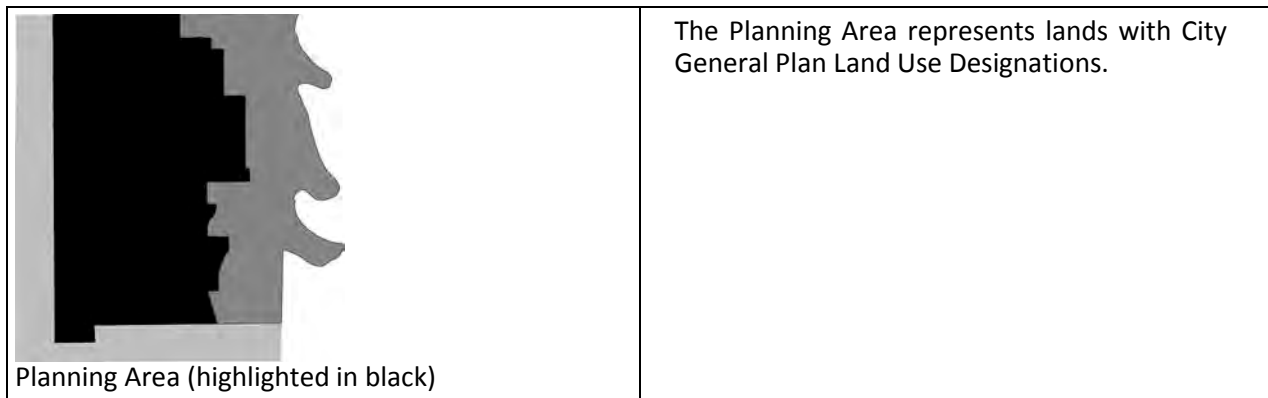 The Planning Area represents lands with City
General Plan Land Use Designations.
Planning Area (highlighted in black)